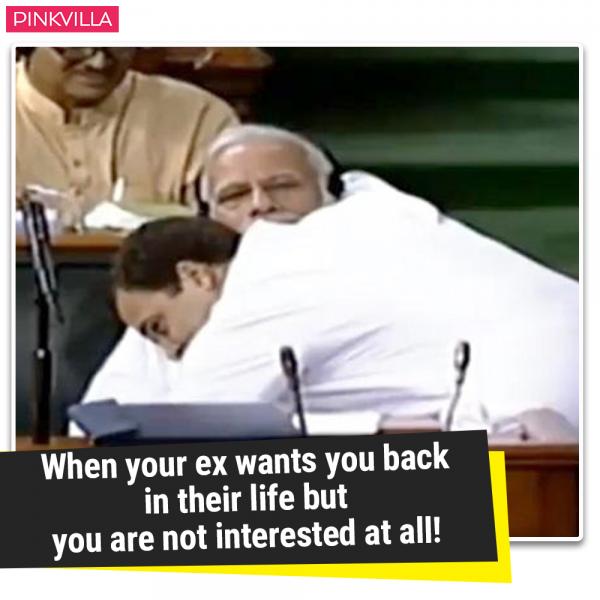 PINKVILLA
When your ex wants you back
in their life but
you are not interested at all!